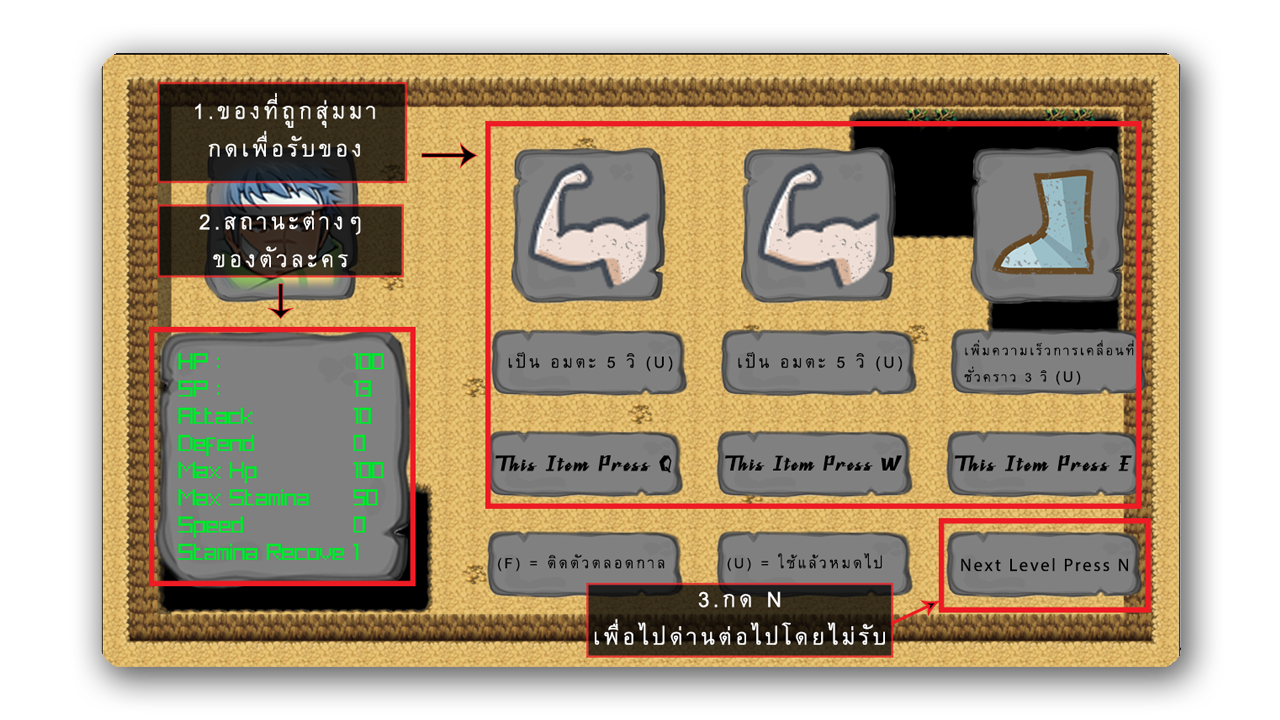 1.ของที่ถูกสุ่มมา
กดเพื่อรับของ
2.สถานะต่างๆ
ของตัวละคร
HP : 100
SP : 13
Attack 10
Defend 0
Max Hp 100
Max Stamina 50
Speed 0
Stamina Recove 1
เป็น อมตะ 5 วิ (U)
เป็น อมตะ 5 วิ (U)
เพิ่มความเร็วการเคลื่อนที่
ชั่วคราว 3 วิ (U)
This Item Press Q
This Item Press W
This Item Press E
(F) = ติดตัวตลอดกาล
(U) = ใช้แล้วหมดไป
Next Level Press N
3.กด N
เพื่อไปด่านต่อไปโดยไม่รับ